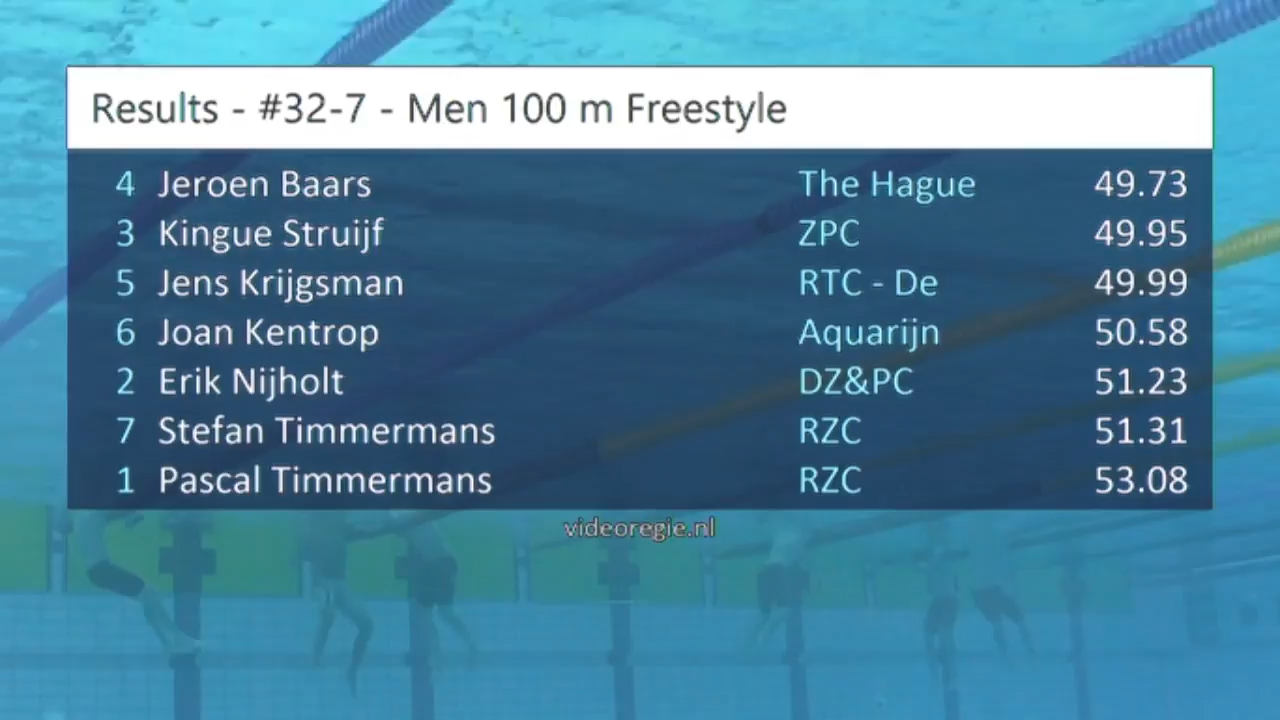 Results - #32-7 - Men 100 m Freestyle
4 Jeroen Baars The Hague 49.73
3 Kingue Struijf ZPC 49.95
5 Jens Krijgsman RTC - De 49.99
6 Joan Kentrop Aquarijn 50.58
2 Erik Nijholt DZ&PC 51.23
7 Stefan Timmermans RZC 51.31
1 Pascal Timmermans RZC 53.08
videoregie.nl